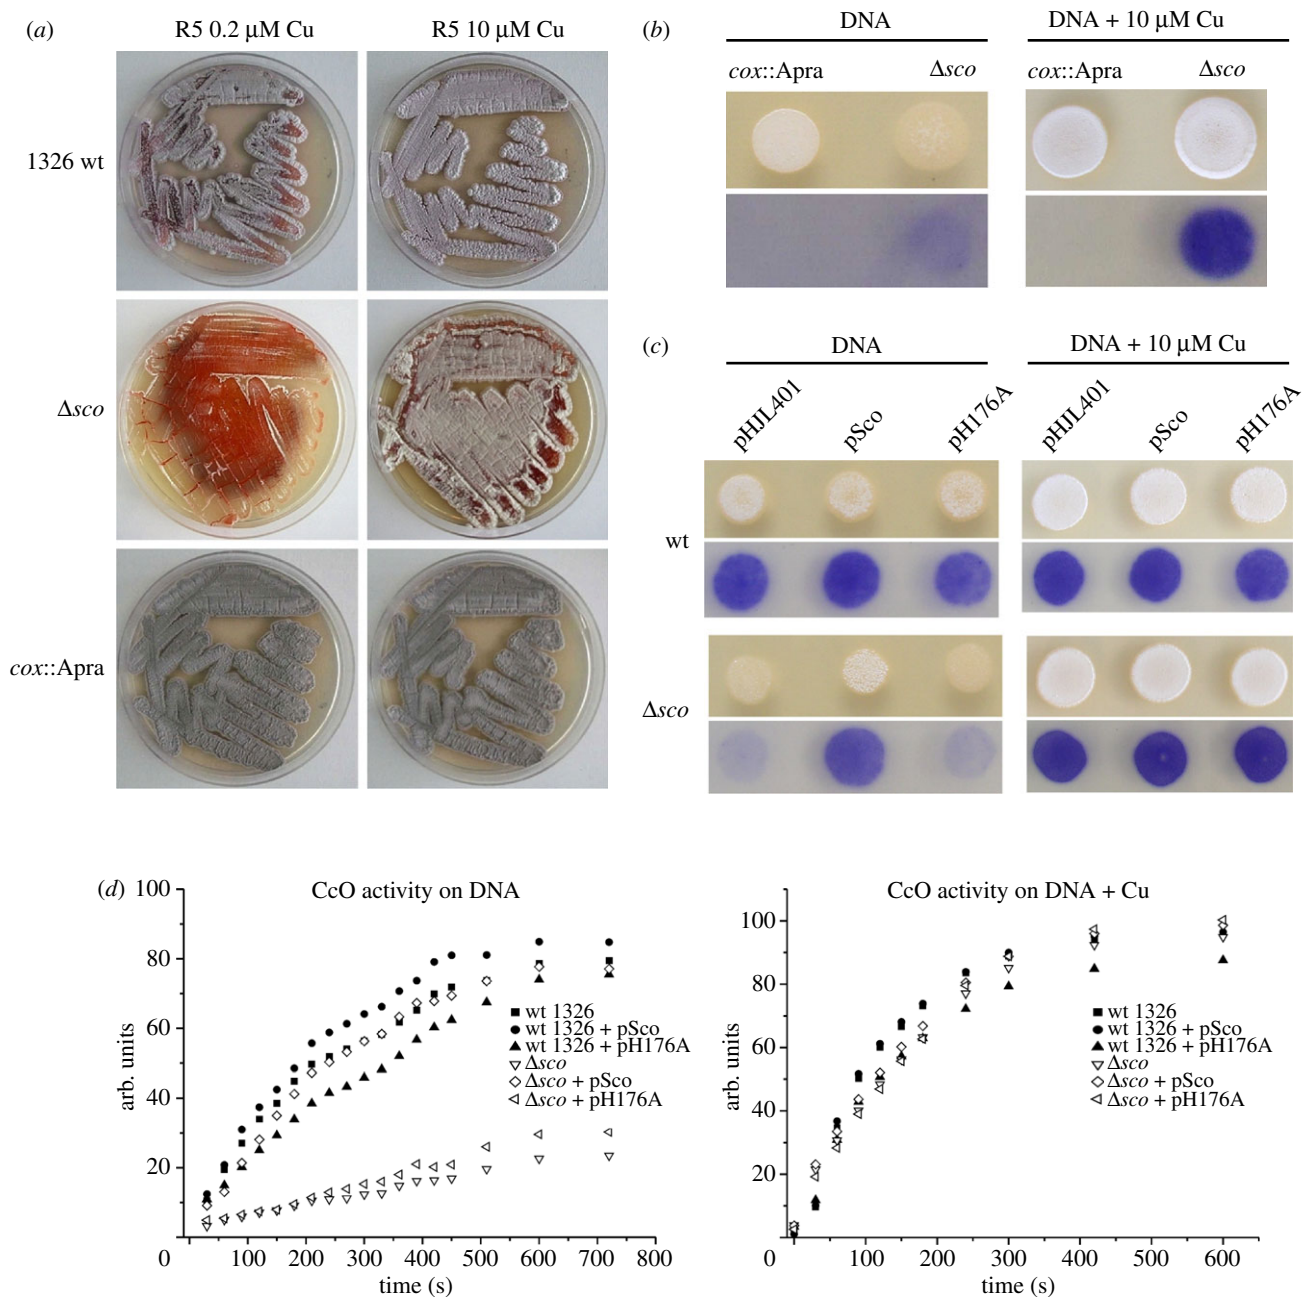 (a)
R5 0.2 µM Cu
R5 10 µM Cu
1326 wt
Δsco
cox::Apra
(b)
DNA
DNA + 10 µM Cu
cox::Apra
Δsco
cox::Apra
Δsco
(c)
DNA
DNA + 10 µM Cu
pHJL401
pSco
pH176A
pHJL401
pSco
pH176A
wt
Δsco
(d)
CcO activity on DNA
100
80
60
40
20
0
100
200
300
400
500
600
700
800
arb. units
time (s)
wt 1326
wt 1326 + pSco
wt 1326 + pH176A
Δsco
Δsco + pSco
Δsco + pH176A
CcO activity on DNA + Cu
100
80
60
40
20
0
100
200
300
400
500
600
arb. units
time (s)
wt 1326
wt 1326 + pSco
wt 1326 + pH176A
Δsco
Δsco + pSco
Δsco + pH176A